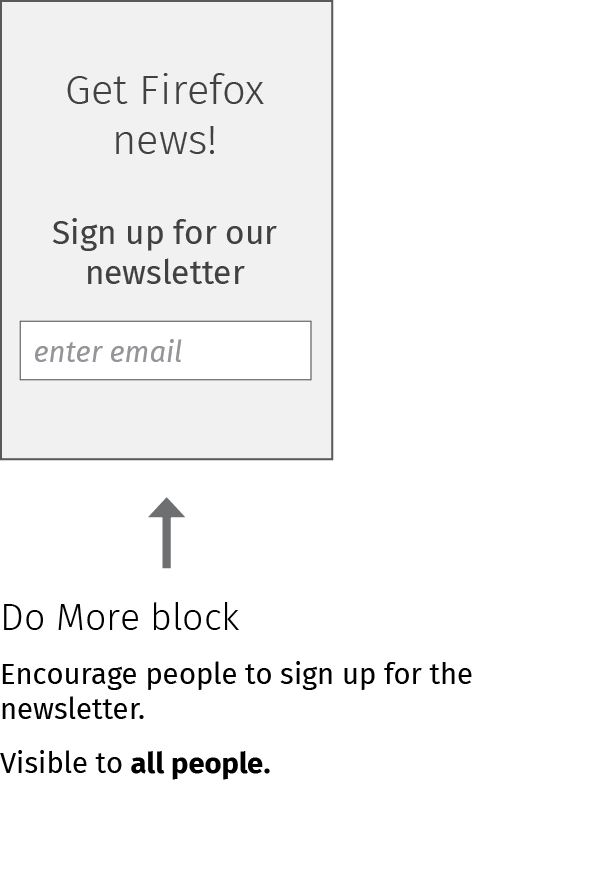 Get Firefox
news!
Sign up for our
newsletter
enter email
Do More block
Encourage people to sign up for the
newsletter.
Visible to all people.